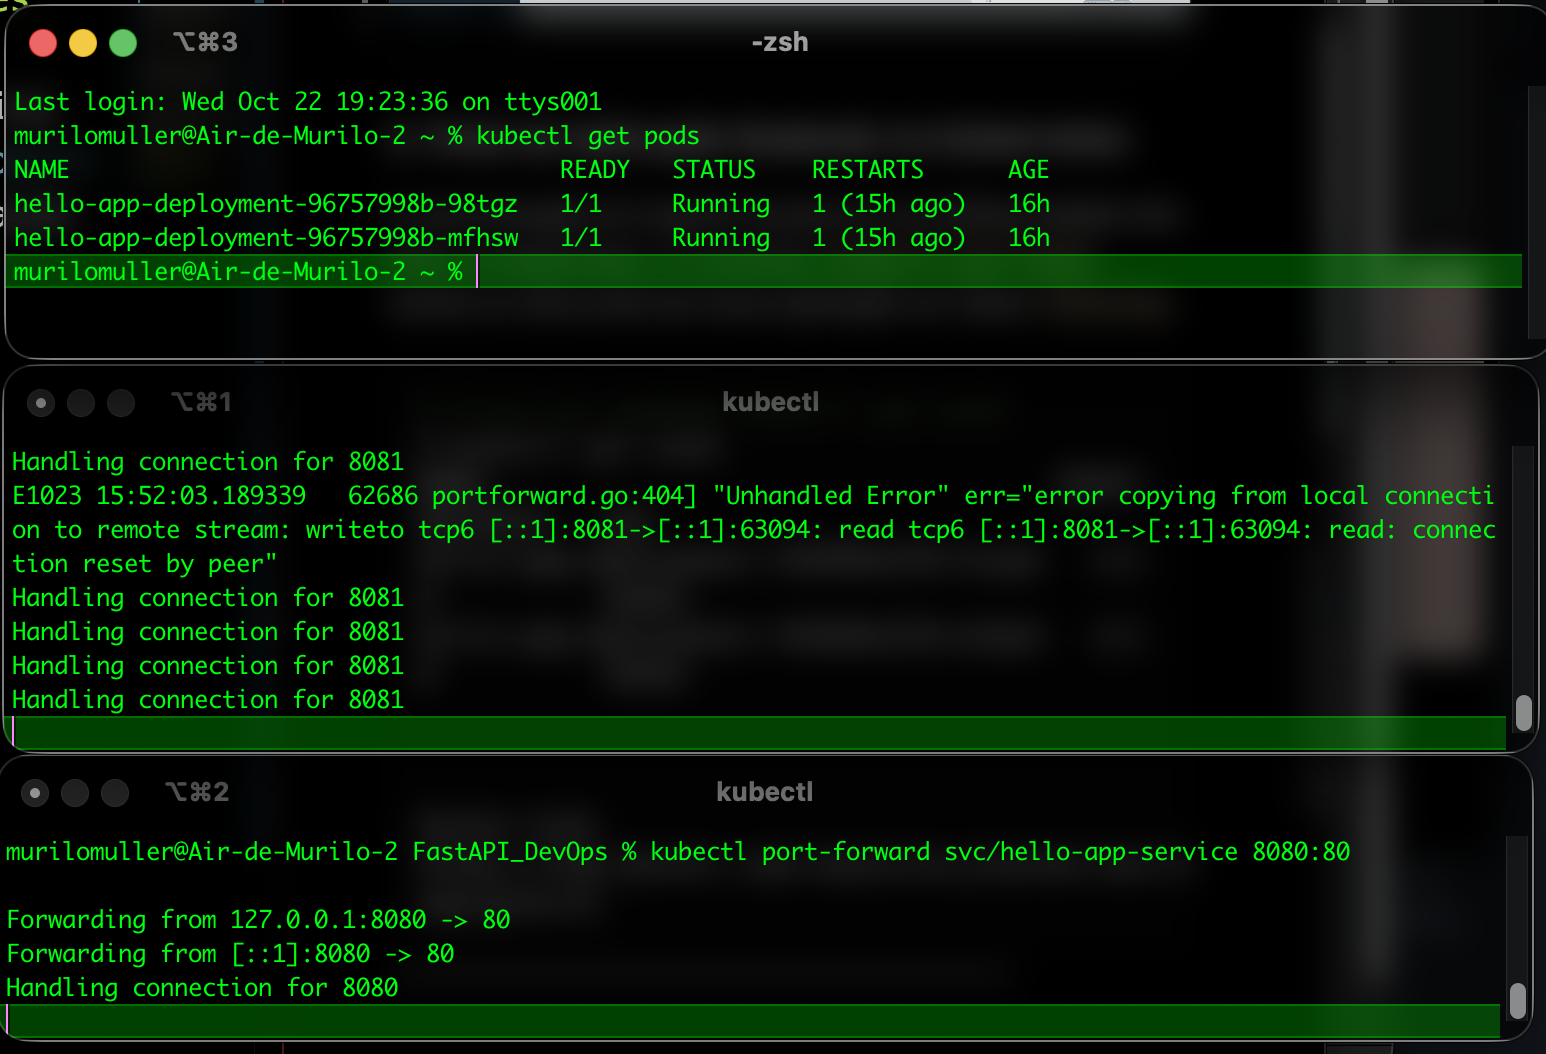 ⌥⌘3
-zsh
Last login: Wed Oct 22 19:23:36 on ttys001
murilomuller@Air-de-Murilo-2 ~ % kubectl get pods
NAME READY STATUS RESTARTS AGE
hello-app-deployment-96757998b-98tgz 1/1 Running 1 (15h ago) 16h
hello-app-deployment-96757998b-mfhsw 1/1 Running 1 (15h ago) 16h
murilomuller@Air-de-Murilo-2 ~ %
⌥⌘1
kubectl
Handling connection for 8081
E1023 15:52:03.189339 62686 portforward.go:404] "Unhandled Error" err="error copying from local connecti
on to remote stream: writeto tcp6 [::1]:8081->[::1]:63094: read tcp6 [::1]:8081->[::1]:63094: read: connec
tion reset by peer"
Handling connection for 8081
Handling connection for 8081
Handling connection for 8081
Handling connection for 8081
⌥⌘2
kubectl
murilomuller@Air-de-Murilo-2 FastAPI_DevOps % kubectl port-forward svc/hello-app-service 8080:80
Forwarding from 127.0.0.1:8080 -> 80
Forwarding from [::1]:8080 -> 80
Handling connection for 8080